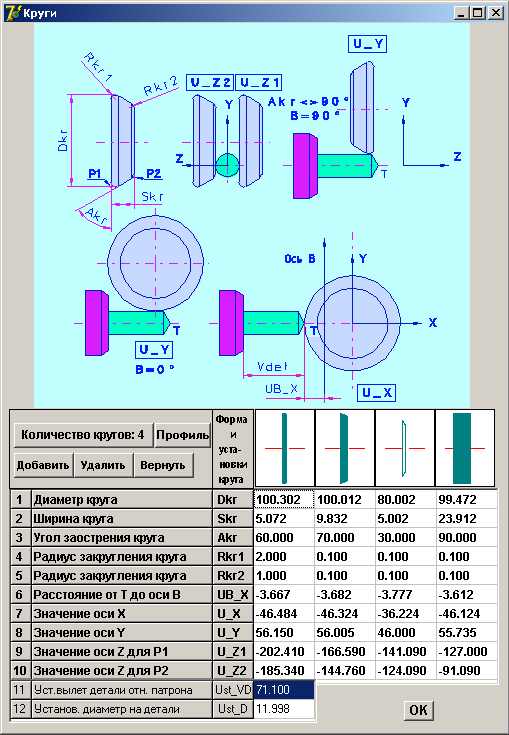 Круги
U_Y
Rkr1
Rkr2
U_Z2
U_Z1
Y
Akr<>90°
B=90°
Y
Dkr
Z
Z
P1
P2
T
Skr
Akr
Ось B
Y
T
T
X
U_Y
B=0°
Vdet
UB_X
U_X
Количество кругов: 4
Профиль
Добавить
Удалить
Вернуть
Форма
и
уста-
новки
круга
1 Диаметр круга Dkr 100.302 100.012 80.002 99.472
2 Ширина круга Skr 5.072 9.832 5.002 23.912
3 Угол заострения круга Akr 60.000 70.000 30.000 90.000
4 Радиус закругления круга Rkr1 2.000 0.100 0.100 0.100
5 Радиус закругления круга Rkr2 1.000 0.100 0.100 0.100
6 Расстояние от T до оси B UB_X -3.667 -3.682 -3.777 -3.612
7 Значение оси X U_X -46.484 -46.324 -36.224 -46.124
8 Значение оси Y U_Y 56.150 56.005 46.000 55.735
9 Значение оси Z для P1 U_Z1 -202.410 -166.590 -141.090 -127.000
10 Значение оси Z для P2 U_Z2 -185.340 -144.760 -124.090 -91.090
11 Уст.вылет детали отн. патрона Ust_VD 71.100
12 Установ. диаметр на детали Ust_D 11.998
OK